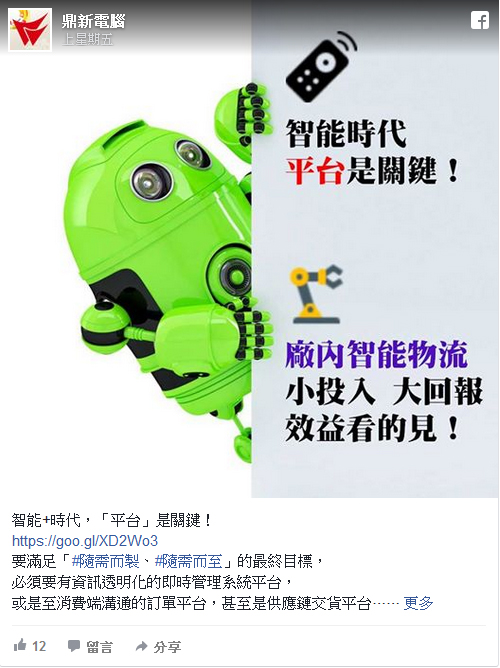 鼎新電腦
上星期五
智能時代
平台是關鍵！
廠內智能物流
小投入 大回報
效益看的見！
智能+時代，「平台」是關鍵！
https://goo.gl/XD2Wo3
要滿足「#隨需而製、#隨需而至」的最終目標，
必須要有資訊透明化的即時管理系統平台，
或是至消費端溝通的訂單平台，甚至是供應鏈交貨平台⋯⋯ 更多
12 留言 分享